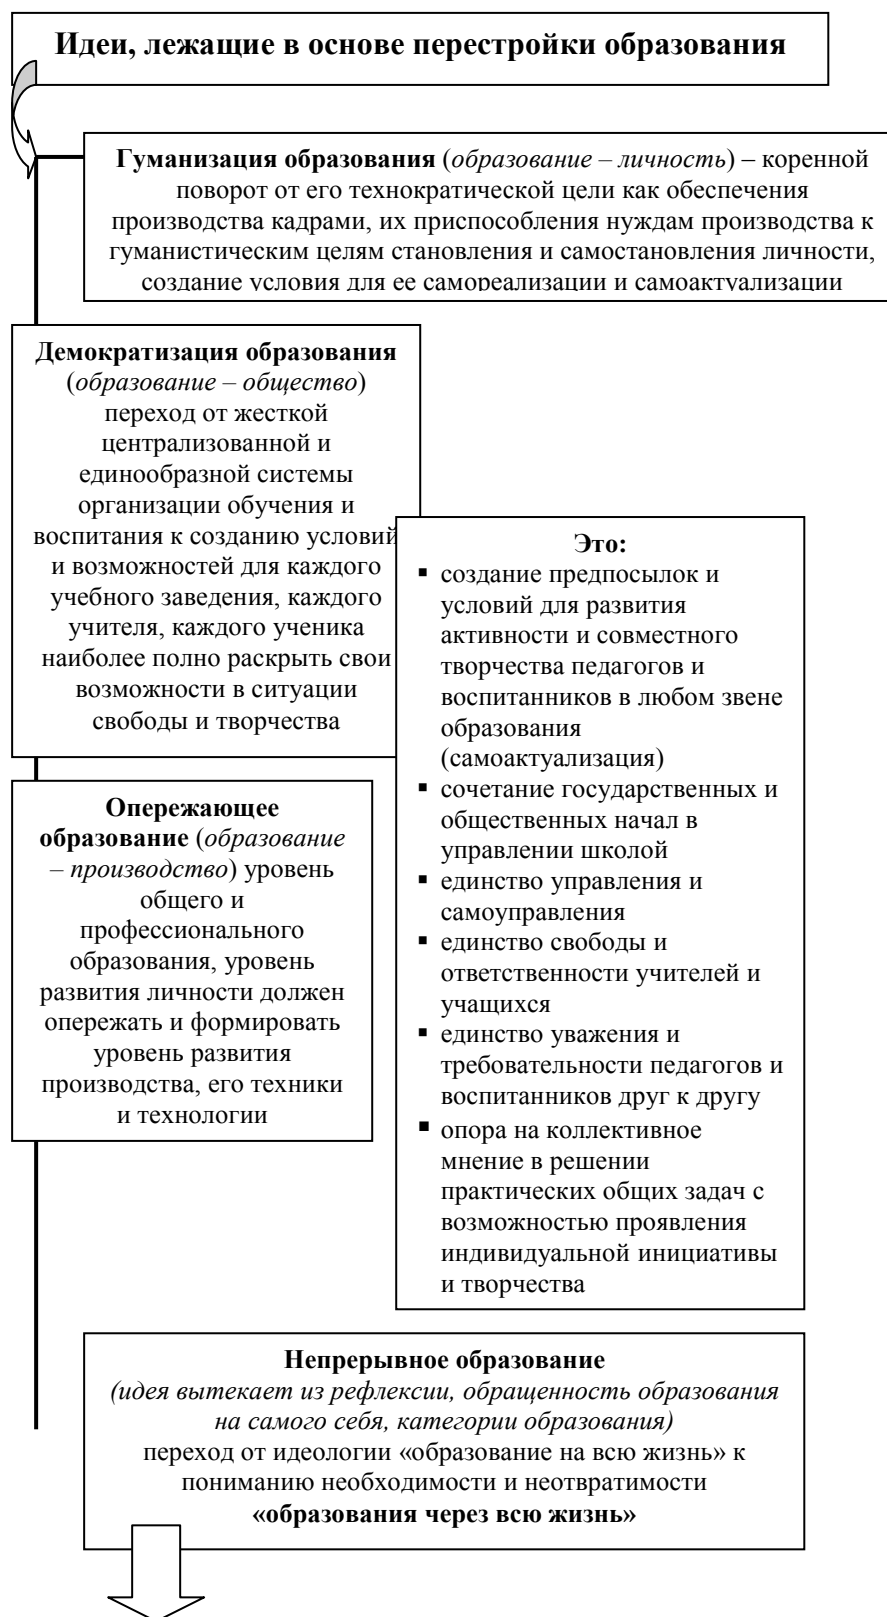 Идеи, лежащие в основе перестройки образования
Гуманизация образования (образование – личность) – коренной
поворот от его технократической цели как обеспечения
производства кадрами, их приспособления нуждам производства к
гуманистическим целям становления и самостановления личности,
создание условия для ее самореализации и самоактуализации
Демократизация образования
(образование – общество)
переход от жесткой
централизованной и
единообразной системы
организации обучения и
воспитания к созданию условий
и возможностей для каждого
учебного заведения, каждого
учителя, каждого ученика
наиболее полно раскрыть свои
возможности в ситуации
свободы и творчества
Это:
▪ создание предпосылок и
условий для развития
активности и совместного
творчества педагогов и
воспитанников в любом звене
образования
(самоактуализация)
▪ сочетание государственных и
общественных начал в
управлении школой
▪ единство управления и
самоуправления
▪ единство свободы и
ответственности учителей и
учащихся
▪ единство уважения и
требовательности педагогов и
воспитанников друг к другу
▪ опора на коллективное
мнение в решении
практических общих задач с
возможностью проявления
индивидуальной инициативы
и творчества
Опережающее
образование (образование
– производство) уровень
общего и
профессионального
образования, уровень
развития личности должен
опережать и формировать
уровень развития
производства, его техники
и технологии
Непрерывное образование
(идея вытекает из рефлексии, обращенность образования
на самого себя, категории образования)
переход от идеологии «образование на всю жизнь» к
пониманию необходимости и неотвратимости
«образования через всю жизнь»